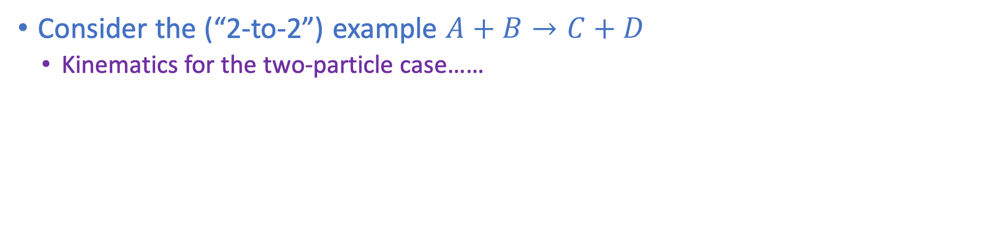 • Consider the (“2-to-2”) example A + B → C + D
• Kinematics for the two-particle case......